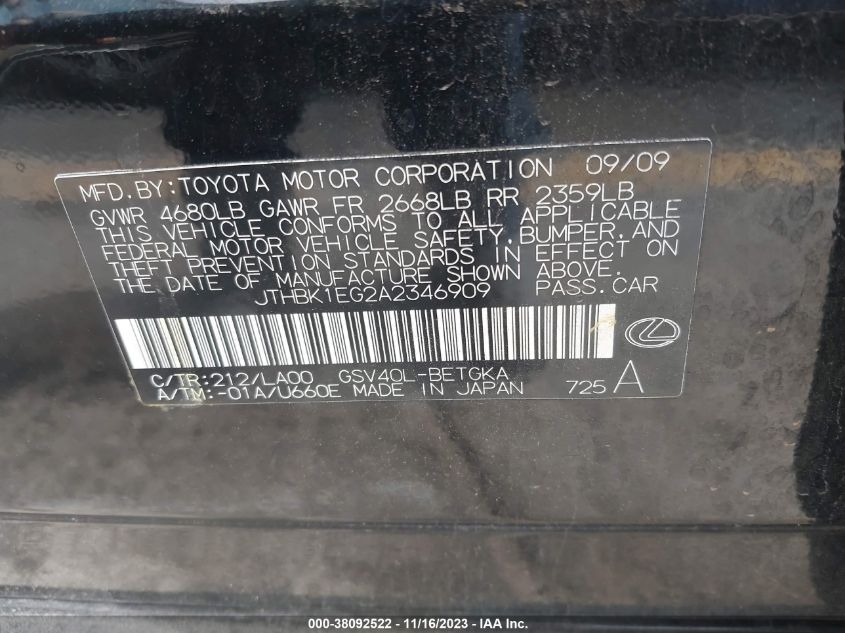 MFD. BY: TOYOTA MOTOR CORPORATION 09/09
GVWR 4680LB GAWR FR 2668LB RR 2359LB
THIS VEHICLE CONFORMS TO ALL APPLICABLE
FEDERAL MOTOR VEHICLE SAFETY, BUMPER, AND
THEFT PREVENTION STANDARDS IN EFFECT ON
THE DATE OF MANUFACTURE SHOWN ABOVE.
JTHBK1EG2A2346909 PASS. CAR
C/TR: 212/LA00 GSV40L-BETGKA
A/TM: -01A/U660E MADE IN JAPAN 725 A
000-38092522 - 11/16/2023 - IAA Inc.